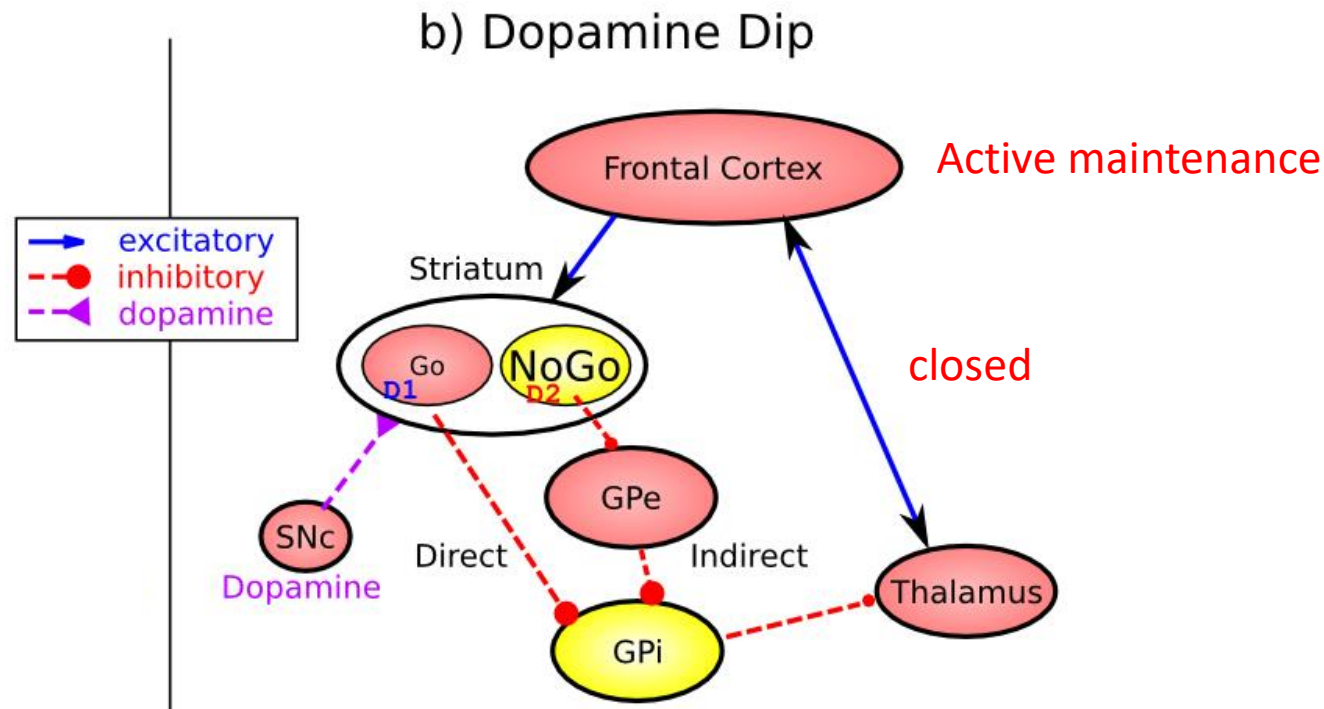 b) Dopamine Dip
Frontal Cortex
Active maintenance
excitatory
inhibitory
dopamine
Striatum
Go
D1
NoGo
D2
closed
GPe
SNc
Dopamine
Direct
Indirect
Thalamus
GPi